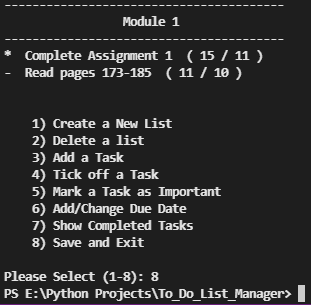 ----------------------------------------
Module 1
----------------------------------------
*  Complete Assignment 1  ( 15 / 11 )
-  Read pages 173-185  ( 11 / 10 )
1) Create a New List
2) Delete a list
3) Add a Task
4) Tick off a Task
5) Mark a Task as Important
6) Add/Change Due Date
7) Show Completed Tasks
8) Save and Exit
Please Select (1-8): 8
PS E:\Python Projects\To_Do_List_Manager>